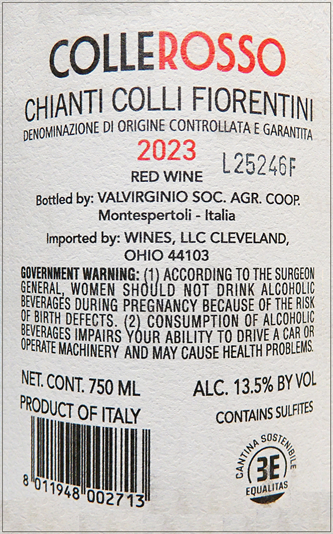 COLLEROSSO
CHIANTI COLLI FIORENTINI
DENOMINAZIONE DI ORIGINE CONTROLLATA E GARANTITA
2023
L25246F
RED WINE
Bottled by: VALVIRGINIO SOC. AGR. COOP.
Montespertoli - Italia
Imported by: WINES, LLC CLEVELAND,
OHIO 44103
GOVERNMENT WARNING: (1) ACCORDING TO THE SURGEON
GENERAL, WOMEN SHOULD NOT DRINK ALCOHOLIC
BEVERAGES DURING PREGNANCY BECAUSE OF THE RISK
OF BIRTH DEFECTS. (2) CONSUMPTION OF ALCOHOLIC
BEVERAGES IMPAIRS YOUR ABILITY TO DRIVE A CAR OR
OPERATE MACHINERY AND MAY CAUSE HEALTH PROBLEMS.
NET. CONT. 750 ML
ALC. 13.5% BY VOL
PRODUCT OF ITALY
CONTAINS SULFITES
8 011948 002713
CANTINA SOSTENIBILE
3E
EQUALITAS